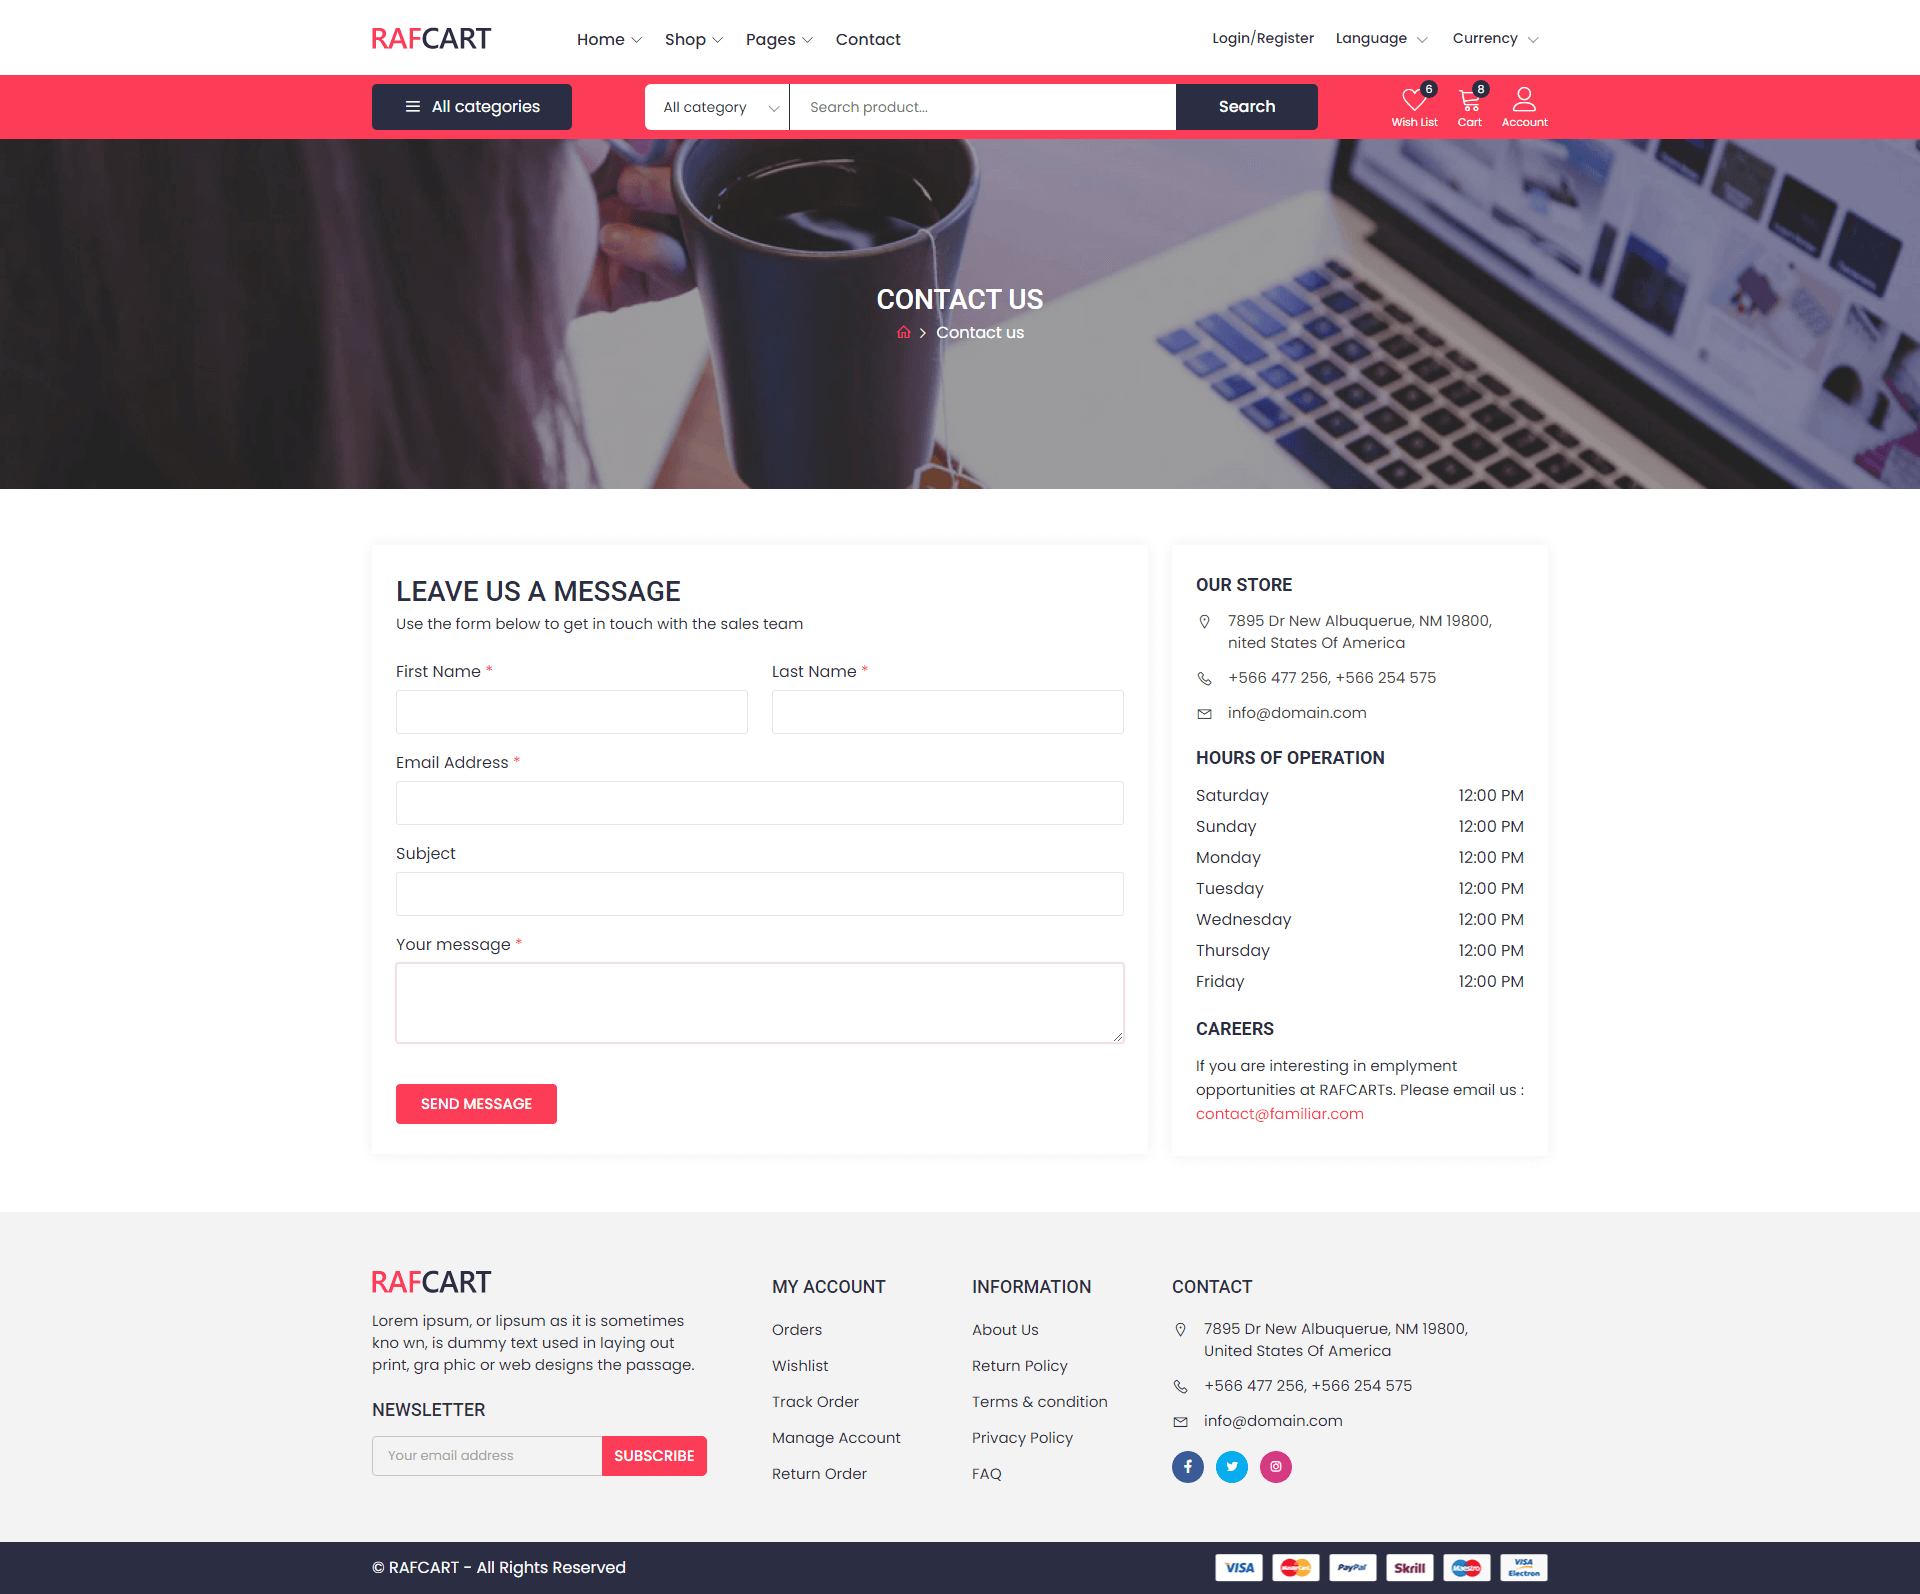 RAFCART
Home
Shop
Pages
Contact
Login/Register
Language
Currency
All categories
All category
Search product...
Search
6
Wish List
8
Cart
Account
CONTACT US
Contact us
LEAVE US A MESSAGE
Use the form below to get in touch with the sales team
First Name *
Last Name *
Email Address *
Subject
Your message *
SEND MESSAGE
OUR STORE
7895 Dr New Albuquerue, NM 19800,
nited States Of America
+566 477 256, +566 254 575
info@domain.com
HOURS OF OPERATION
Saturday 12:00 PM
Sunday 12:00 PM
Monday 12:00 PM
Tuesday 12:00 PM
Wednesday 12:00 PM
Thursday 12:00 PM
Friday 12:00 PM
CAREERS
If you are interesting in emplyment
opportunities at RAFCARTs. Please email us :
contact@familiar.com
RAFCART
Lorem ipsum, or lipsum as it is sometimes
kno wn, is dummy text used in laying out
print, gra phic or web designs the passage.
NEWSLETTER
Your email address
SUBSCRIBE
MY ACCOUNT
Orders
Wishlist
Track Order
Manage Account
Return Order
INFORMATION
About Us
Return Policy
Terms & condition
Privacy Policy
FAQ
CONTACT
7895 Dr New Albuquerue, NM 19800,
United States Of America
+566 477 256, +566 254 575
info@domain.com
© RAFCART - All Rights Reserved
VISA
MasterCard
PayPal
Skrill
Maestro
VISA
Electron